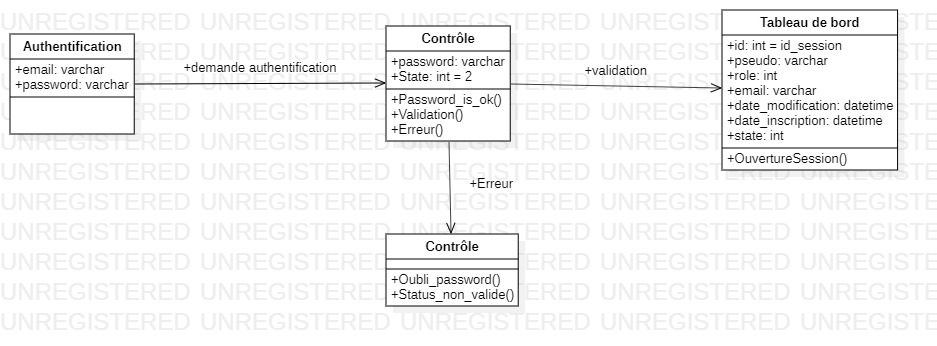 Authentification
+email: varchar
+password: varchar
+demande authentification
Contrôle
+password: varchar
+State: int = 2
+Password_is_ok()
+Validation()
+Erreur()
+validation
Tableau de bord
+id: int = id_session
+pseudo: varchar
+role: int
+email: varchar
+date_modification: datetime
+date_inscription: datetime
+state: int
+OuvertureSession()
+Erreur
Contrôle
+Oubli_password()
+Status_non_valide()
UNREGISTERED UNREGISTERED UNREGISTERED UNREGISTERED UNREGISTERED